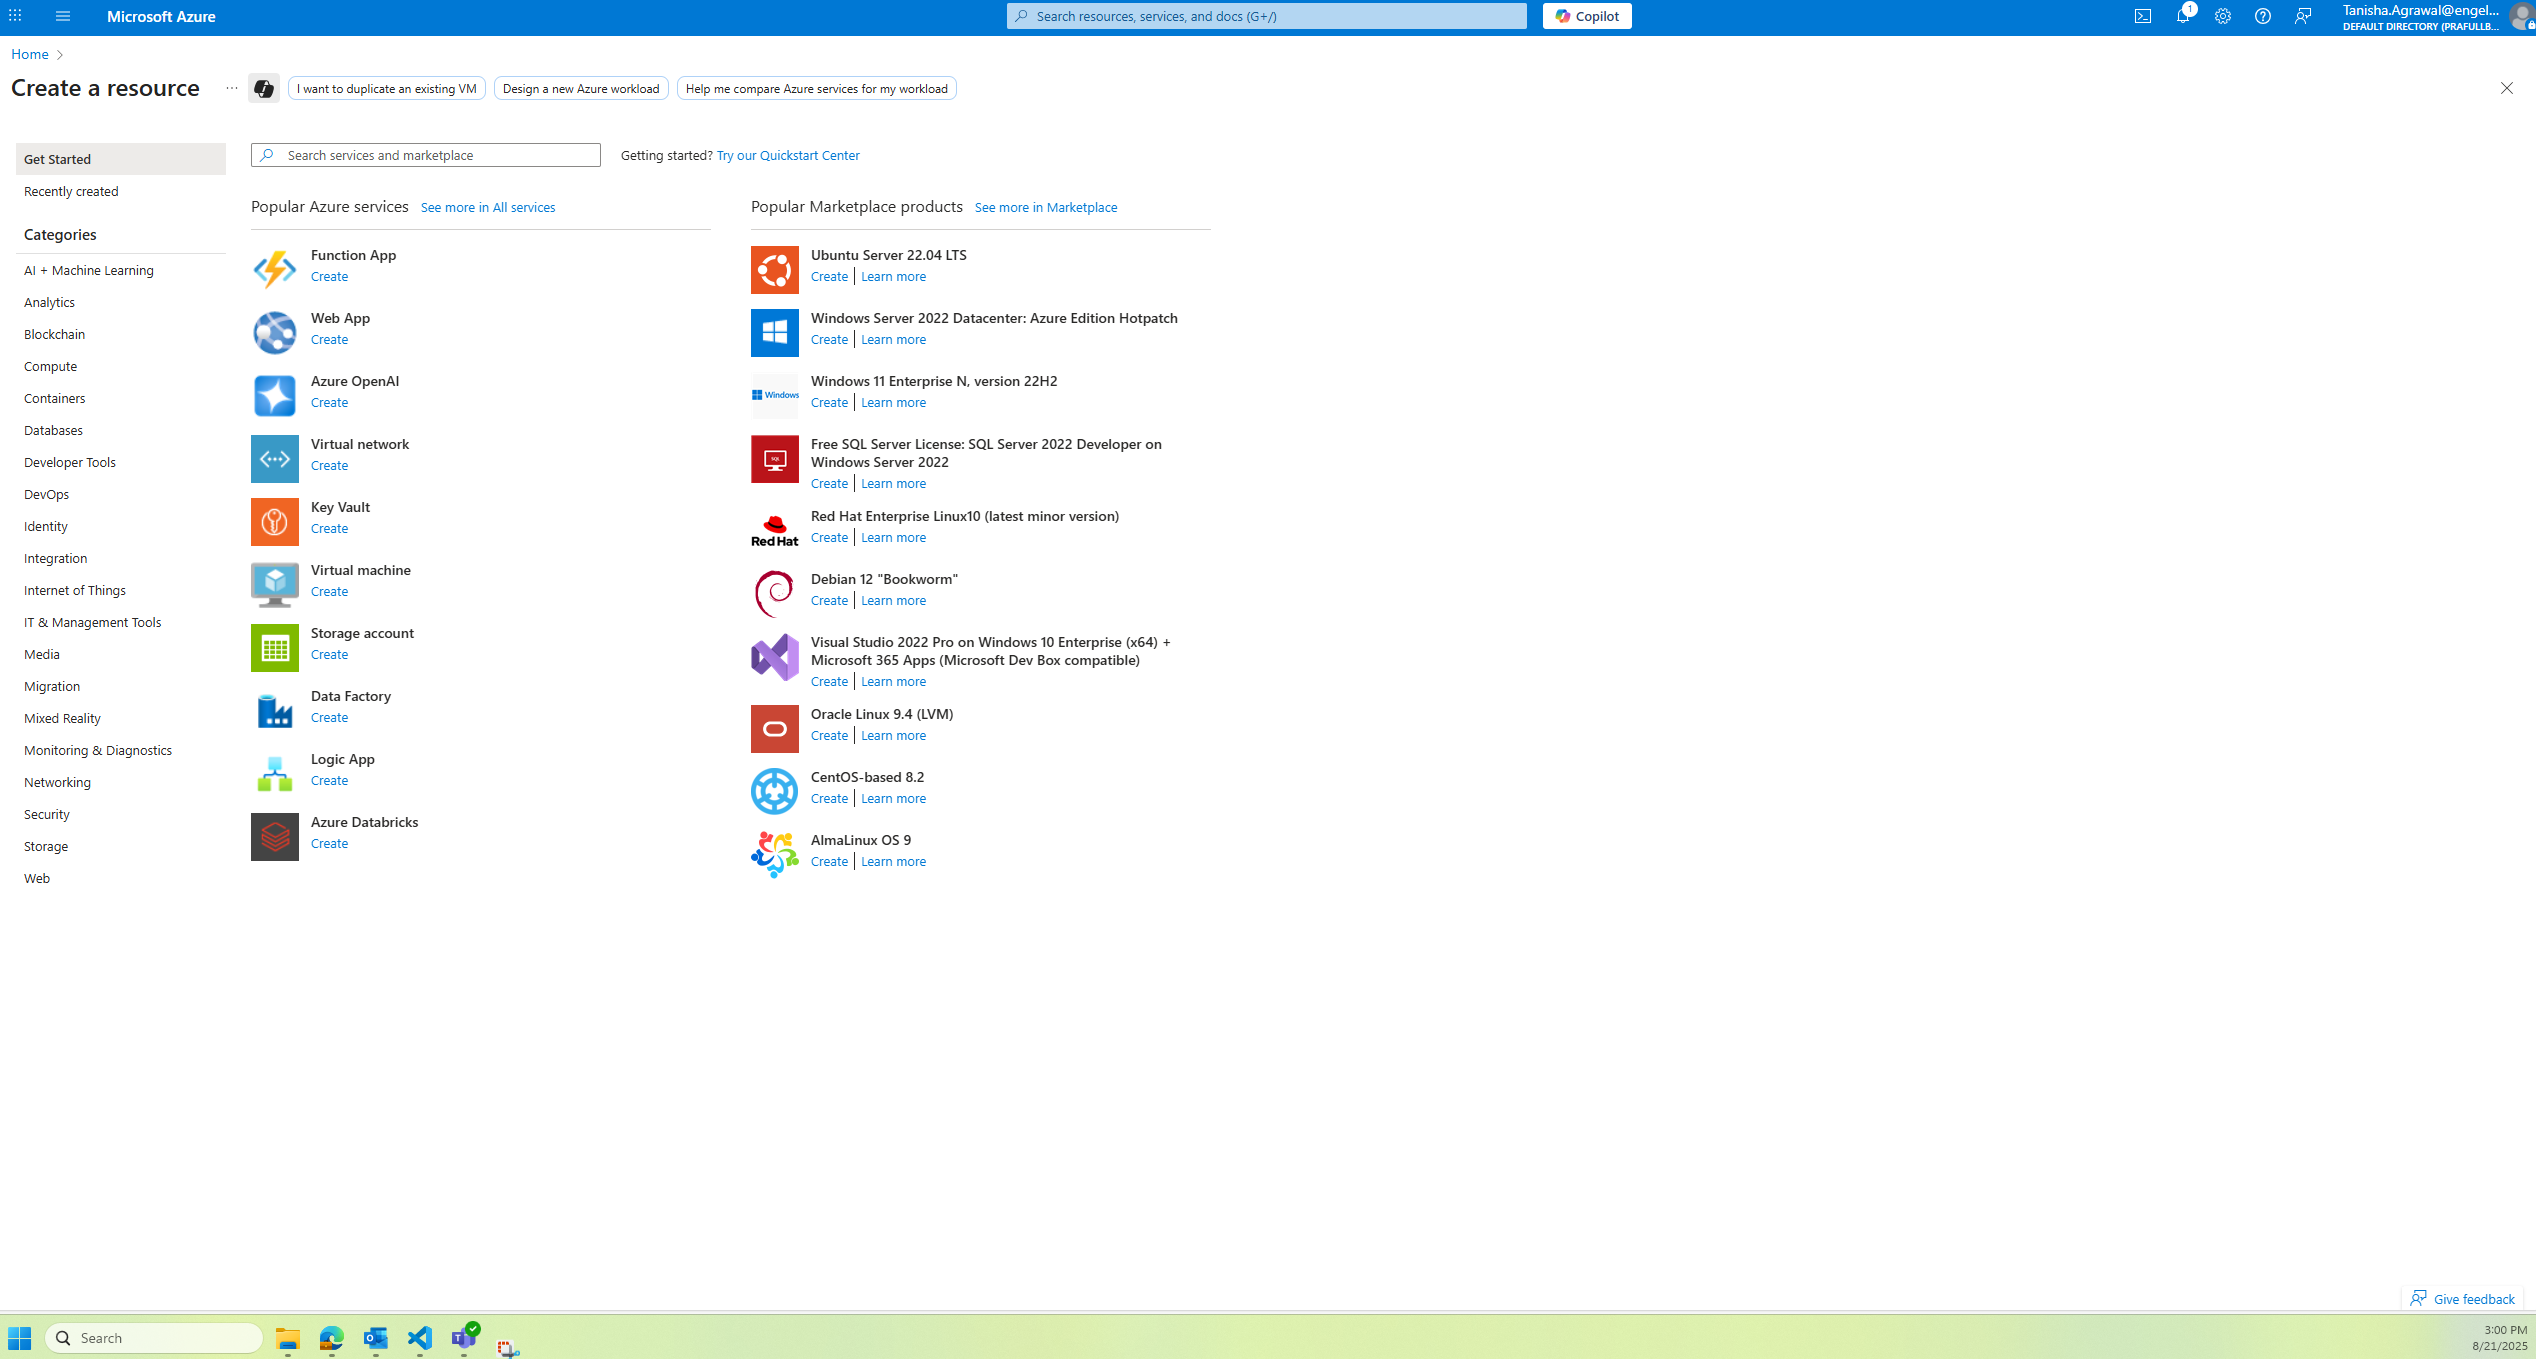 Microsoft Azure
Search resources, services, and docs (G+/)
Copilot
1
Tanisha.Agrawal@engel...
DEFAULT DIRECTORY (PRAFULLB...
Home
Create a resource
...
I want to duplicate an existing VM
Design a new Azure workload
Help me compare Azure services for my workload
Get Started
Recently created
Categories
AI + Machine Learning
Analytics
Blockchain
Compute
Containers
Databases
Developer Tools
DevOps
Identity
Integration
Internet of Things
IT & Management Tools
Media
Migration
Mixed Reality
Monitoring & Diagnostics
Networking
Security
Storage
Web
Search services and marketplace
Getting started? Try our Quickstart Center
Popular Azure services See more in All services
Function App
Create
Web App
Create
Azure OpenAI
Create
Virtual network
Create
Key Vault
Create
Virtual machine
Create
Storage account
Create
Data Factory
Create
Logic App
Create
Azure Databricks
Create
Popular Marketplace products See more in Marketplace
Ubuntu Server 22.04 LTS
Create | Learn more
Windows Server 2022 Datacenter: Azure Edition Hotpatch
Create | Learn more
Windows
Windows 11 Enterprise N, version 22H2
Create | Learn more
SQL
Free SQL Server License: SQL Server 2022 Developer on
Windows Server 2022
Create | Learn more
Red Hat
Red Hat Enterprise Linux10 (latest minor version)
Create | Learn more
Debian 12 "Bookworm"
Create | Learn more
Visual Studio 2022 Pro on Windows 10 Enterprise (x64) +
Microsoft 365 Apps (Microsoft Dev Box compatible)
Create | Learn more
Oracle Linux 9.4 (LVM)
Create | Learn more
CentOS-based 8.2
Create | Learn more
AlmaLinux OS 9
Create | Learn more
Give feedback
Search
3:00 PM
8/21/2025